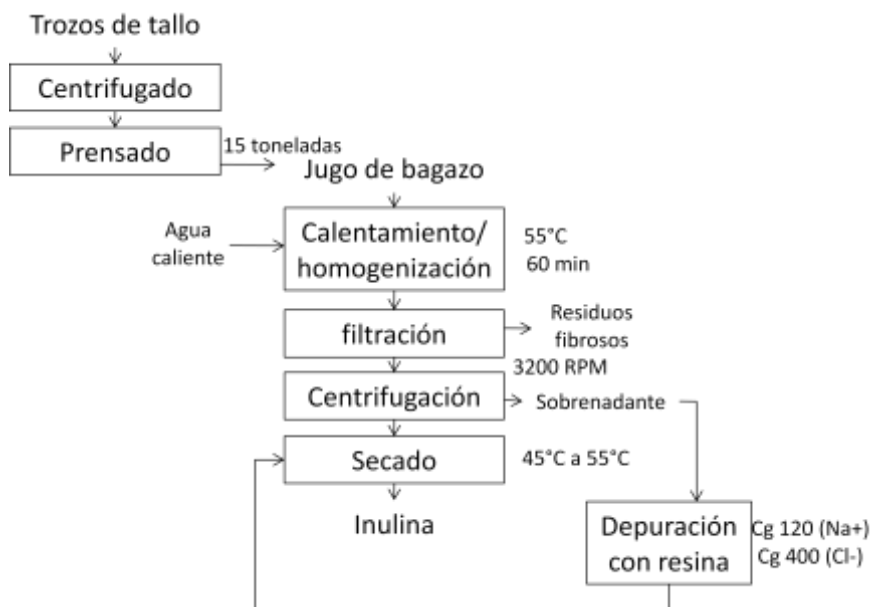 Trozos de tallo
Centrifugado
Prensado
15 toneladas
Jugo de bagazo
Agua
caliente
Calentamiento/
homogenización
55°C
60 min
filtración
Residuos
fibrosos
3200 RPM
Centrifugación
Sobrenadante
Secado
45°C a 55°C
Inulina
Depuración
con resina
Cg 120 (Na+)
Cg 400 (Cl-)